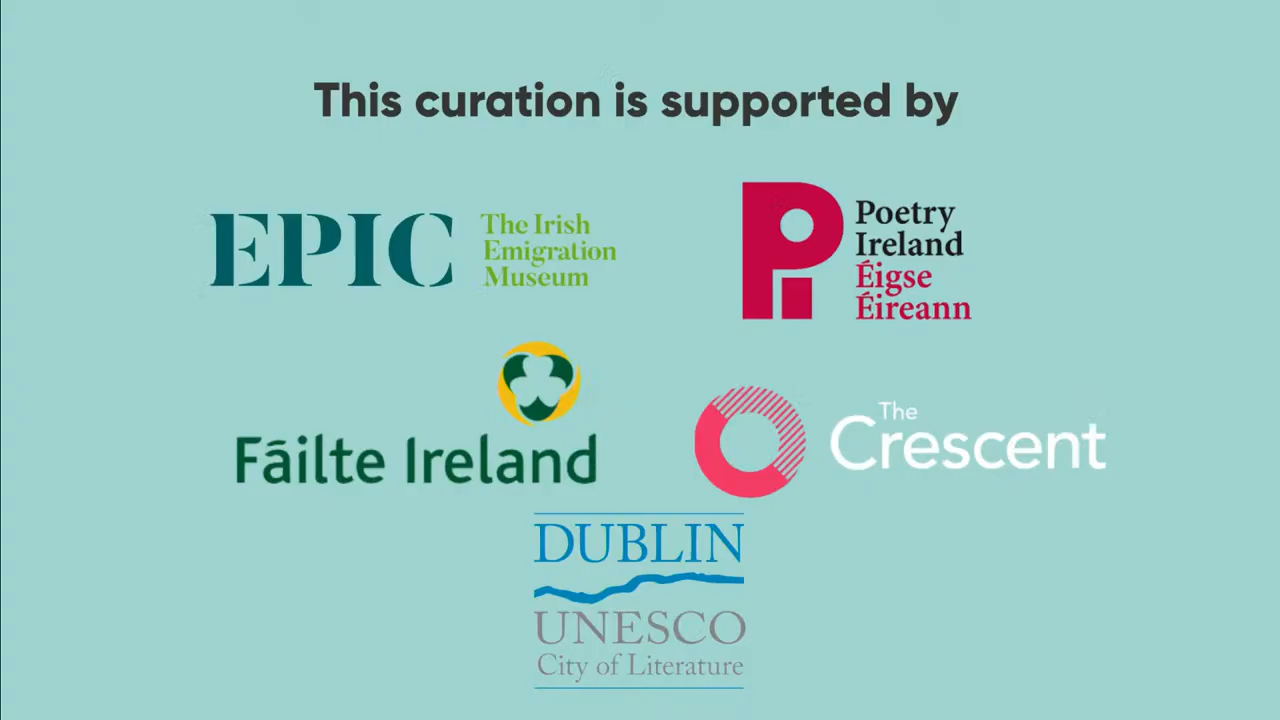 This curation is supported by
EPIC
The Irish
Emigration
Museum
Poetry
Ireland
Éigse
Éireann
Fáilte Ireland
The
Crescent
DUBLIN
UNESCO
City of Literature